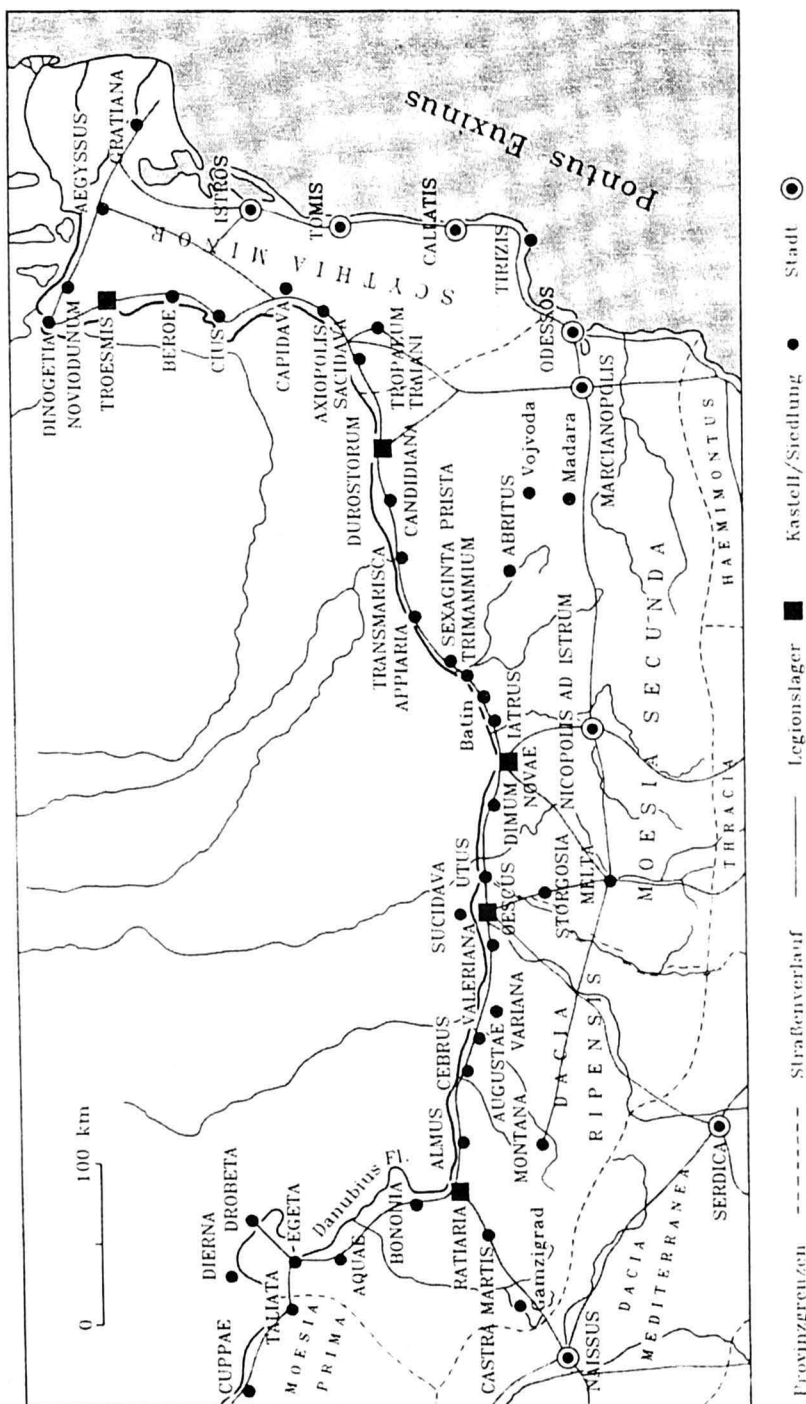 0 100 km
CUPPAE
DIERNA
DROBETA
TALIATA
EGETA
MOESIA
PRIMA
Danubius Fl.
AQUAE
BONONIA
RATIARIA
ALMUS
CEBRUS
AUGUSTAE
VARIANA
VALERIANA
SUCIDAVA
UTUS
OESCUS
CASTRA MARTIS
Gamzigrad
NAISSUS
MONTANA
DACIA
RIPENSIS
DACIA
MEDITERRANEA
SERDICA
STORGOSIA
MELTA
DIMUM
NOVAE
IATRUS
Batin
TRIMAMMIUM
SEXAGINTA PRISTA
APPIARIA
TRANSMARISCA
CANDIDIANA
DUROSTORUM
NICOPOLIS AD ISTRUM
MOESIA SECUNDA
THRACIA
HAEMIMONTUS
ABRITUS
Vojvoda
Madara
MARCIANOPOLIS
ODESSOS
TIRIZIS
CALLATIS
TOMIS
ISTROS
TROPAEUM
TRAIANI
SACIDAVA
AXIOPOLIS
CAPIDAVA
CIUS
BEROE
TROESMIS
NOVIODUNUM
DINOGETIA
AEGYSSUS
GRATIANA
SCYTHIA MINOR
Pontus Euxinus
Provinzgrenzen Straßenverlauf Legionslager Kastell/Siedlung Stadt